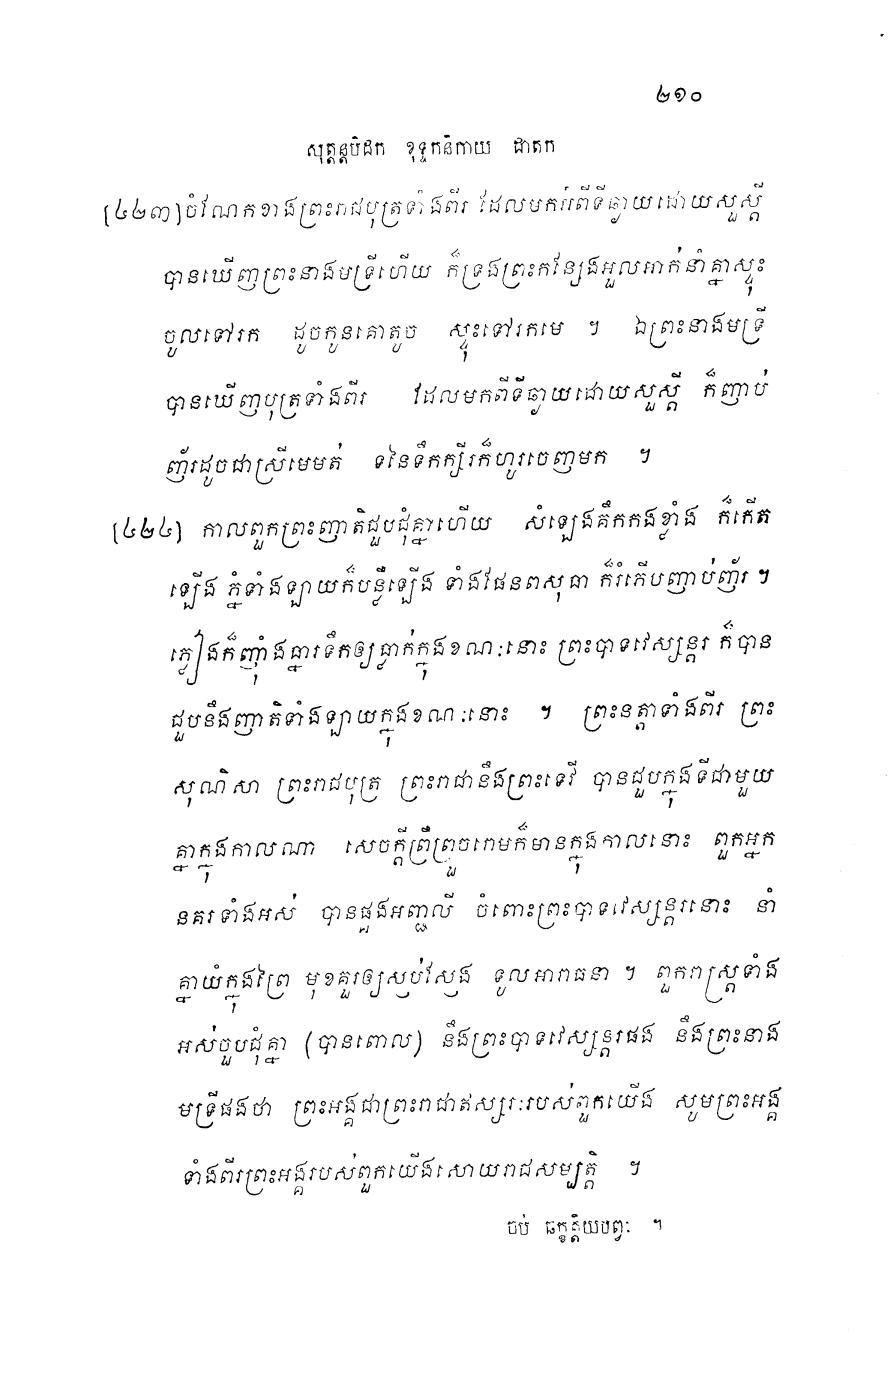 ២១០
សុត្តន្តបិដក ខុទ្ទកនិកាយ ជាតក
[៤២៣] ចំណែកខាងព្រះរាជបុត្រទាំងពីរ ដែលមកអំពីទីឆ្ងាយដោយសួស្តី
បានឃើញព្រះនាងមទ្រីហើយ ក៏ទ្រង់ព្រះកន្សែងអួលអាក់នាំគ្នាស្ទុះ
ចូលទៅរក ដូចកូនគោតូច ស្ទុះទៅរកមេ ។ ឯព្រះនាងមទ្រី
បានឃើញបុត្រទាំងពីរ ដែលមកពីទីឆ្ងាយដោយសួស្តី ក៏ញាប់
ញ័រដូចជាស្រីមេមត់ ទនៃទឹកក្សីរក៏ហូរចេញមក ។
[៤២៤] កាលពួកព្រះញាតិជួបជុំគ្នាហើយ សំឡេងគឹកកងខ្លាំង ក៏កើត
ឡើង ភ្នំទាំងឡាយក៏បន្លឺឡើង ទាំងផែនពសុធា ក៏រំភើបញាប់ញ័រ ។
ភ្លៀងក៏ញ៉ាំងធ្នារទឹកឲ្យធ្លាក់ក្នុងខណៈនោះ ព្រះបាទវេស្សន្តរ ក៏បាន
ជួបនឹងញាតិទាំងឡាយក្នុងខណៈនោះ ។ ព្រះនត្តាទាំងពីរ ព្រះ
សុណិសា ព្រះរាជបុត្រ ព្រះរាជានឹងព្រះទេវី បានជួបក្នុងទីជាមួយ
គ្នាក្នុងកាលណា សេចក្តីព្រឺព្រួចរោមក៏មានក្នុងកាលនោះ ពួកអ្នក
នគរទាំងអស់ បានផ្គងអញ្ជលី ចំពោះព្រះបាទវេស្សន្តរនោះ នាំ
គ្នាយំក្នុងព្រៃ មុខគួរឲ្យស្ញប់ស្ញែង ទូលអារាធនា ។ ពួករាស្ត្រទាំង
អស់ចួបជុំគ្នា (បានពោល) នឹងព្រះបាទវេស្សន្តរផង នឹងព្រះនាង
មទ្រីផងថា ព្រះអង្គជាព្រះរាជាឥស្សរៈរបស់ពួកយើង សូមព្រះអង្គ
ទាំងពីរព្រះអង្គរបស់ពួកយើងសោយរាជសម្បត្តិ ។
ចប់ ឆក្ខត្តិយបព្វៈ ។